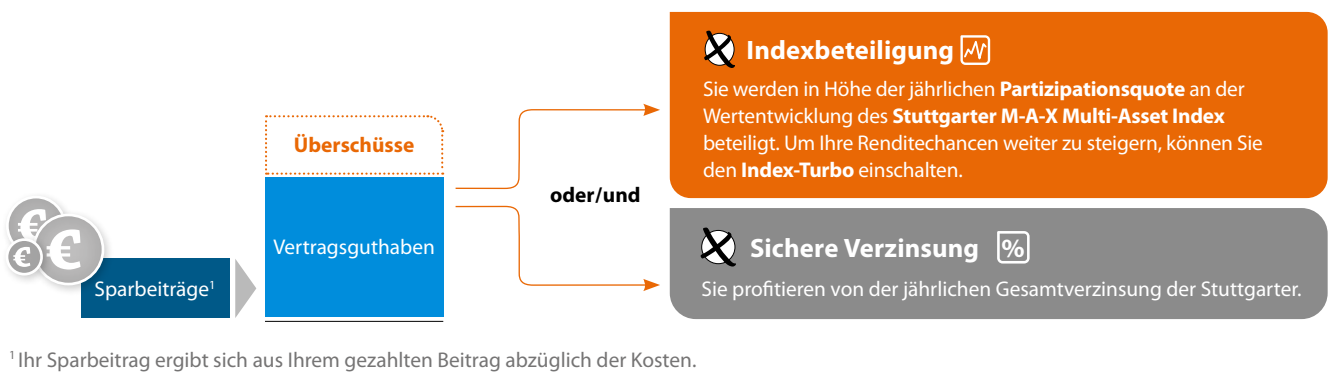 Indexbeteiligung
Sie werden in Höhe der jährlichen Partizipationsquote an der
Wertentwicklung des Stuttgarter M-A-X Multi-Asset Index
beteiligt. Um Ihre Renditechancen weiter zu steigern, können Sie
den Index-Turbo einschalten.
Überschüsse
oder/und
Vertragsguthaben
€
€
€
Sparbeiträge¹
Sichere Verzinsung %
Sie profitieren von der jährlichen Gesamtverzinsung der Stuttgarter.
¹ Ihr Sparbeitrag ergibt sich aus Ihrem gezahlten Beitrag abzüglich der Kosten.